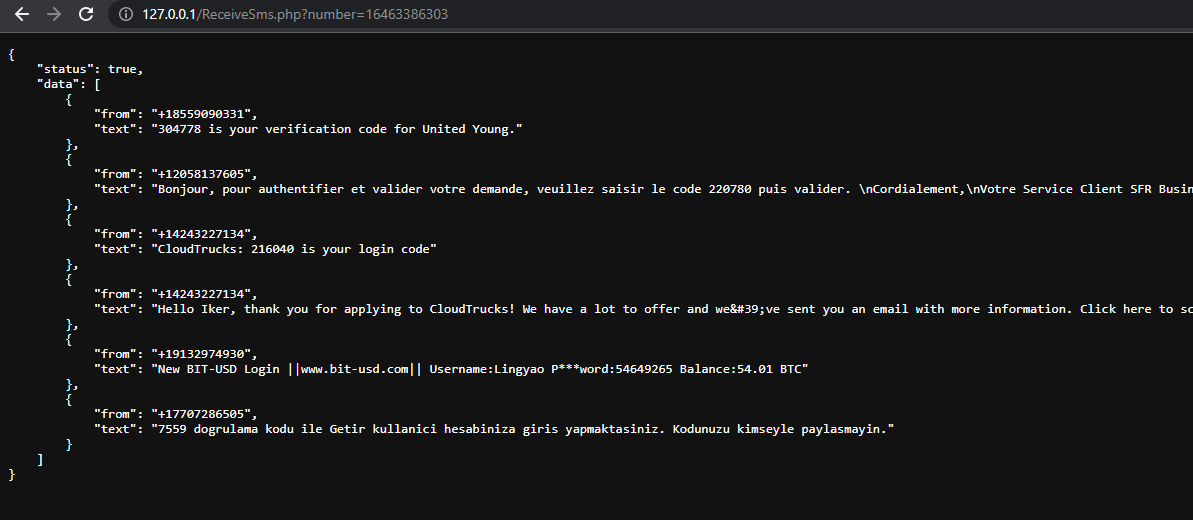 127.0.0.1/ReceiveSms.php?number=16463386303
{
    "status": true,
    "data": [
        {
            "from": "+18559090331",
            "text": "304778 is your verification code for United Young."
        },
        {
            "from": "+12058137605",
            "text": "Bonjour, pour authentifier et valider votre demande, veuillez saisir le code 220780 puis valider. \nCordialement,\nVotre Service Client SFR Busin
        },
        {
            "from": "+14243227134",
            "text": "CloudTrucks: 216040 is your login code"
        },
        {
            "from": "+14243227134",
            "text": "Hello Iker, thank you for applying to CloudTrucks! We have a lot to offer and we&#39;ve sent you an email with more information. Click here to sc
        },
        {
            "from": "+19132974930",
            "text": "New BIT-USD Login ||www.bit-usd.com|| Username:Lingyao P***word:54649265 Balance:54.01 BTC"
        },
        {
            "from": "+17707286505",
            "text": "7559 dogrulama kodu ile Getir kullanici hesabiniza giris yapmaktasiniz. Kodunuzu kimseyle paylasmayin."
        }
    ]
}